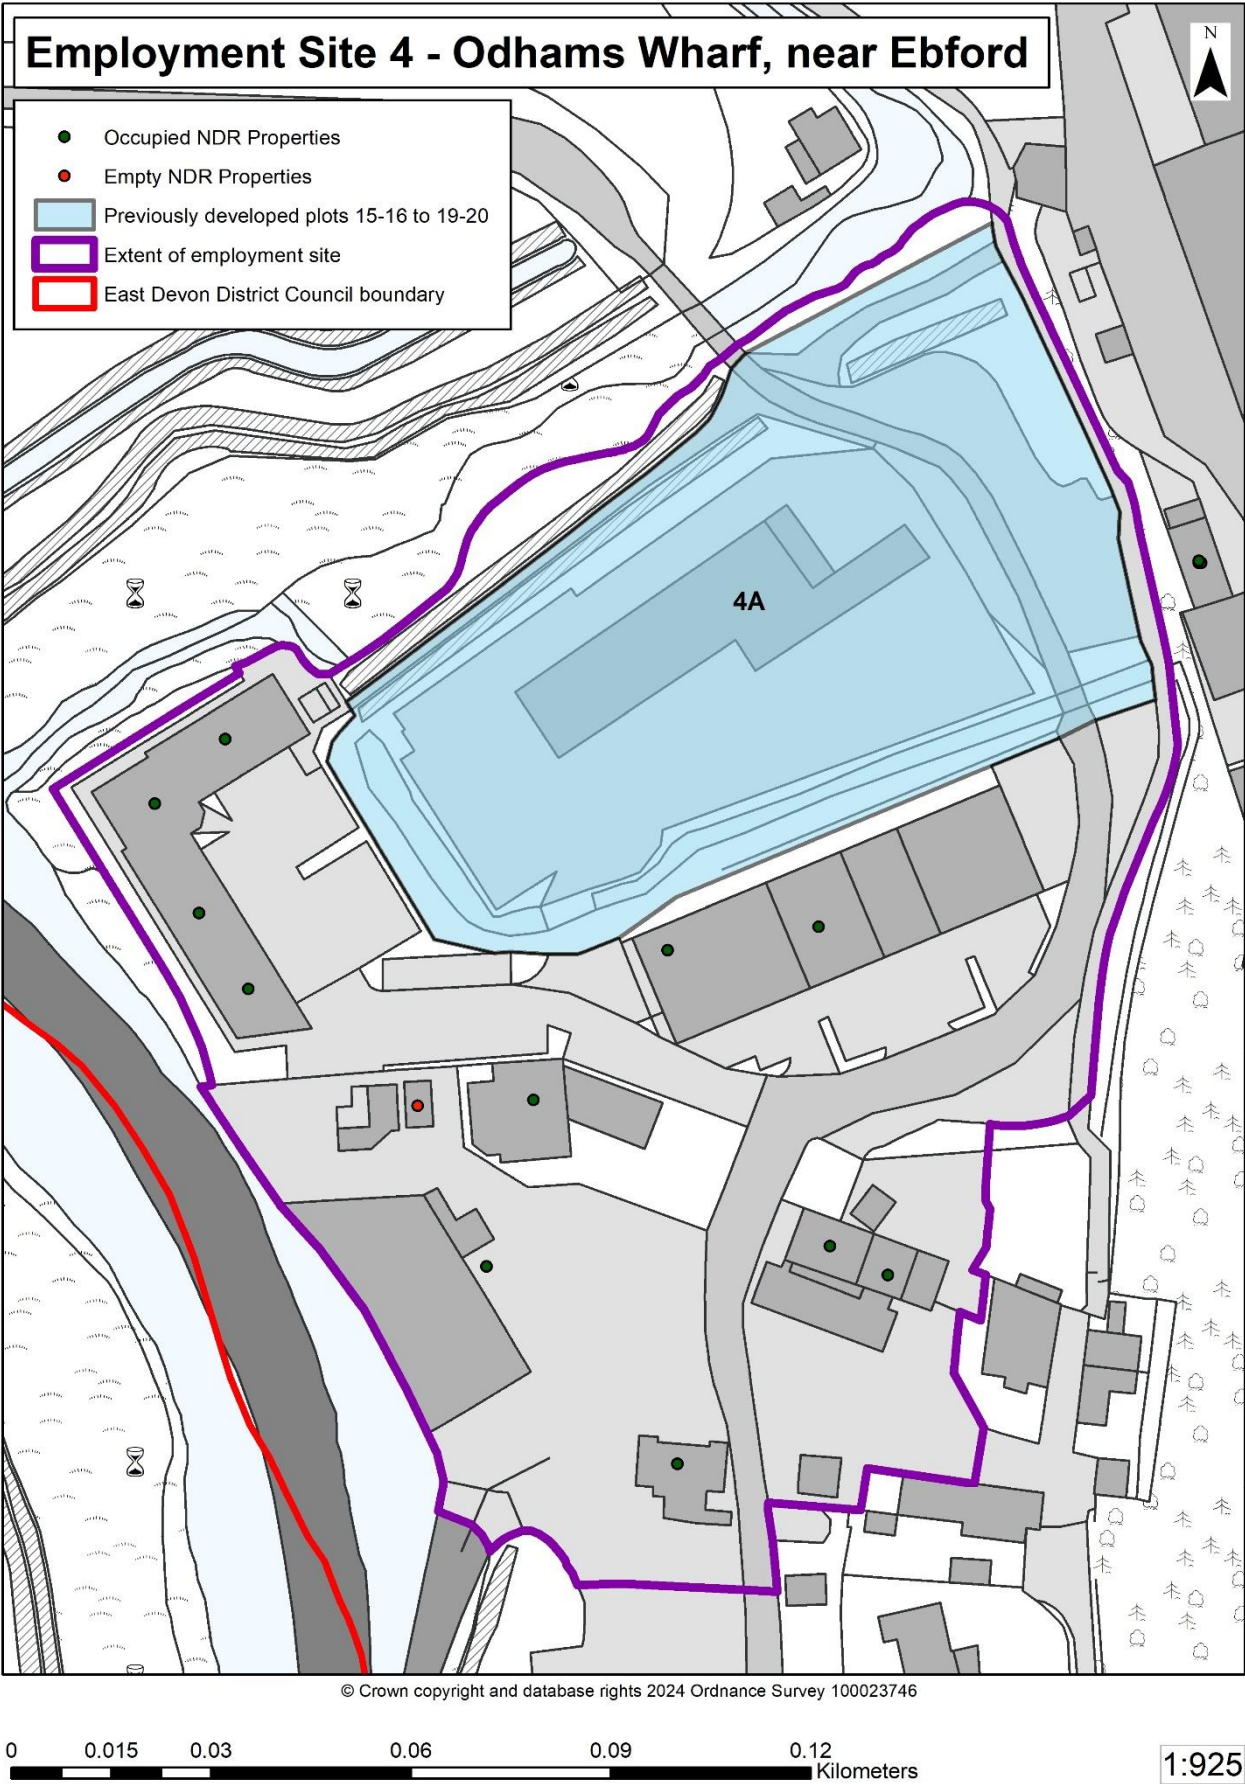 Employment Site 4 - Odhams Wharf, near Ebford
N
Occupied NDR Properties
Empty NDR Properties
Previously developed plots 15-16 to 19-20
Extent of employment site
East Devon District Council boundary
4A
© Crown copyright and database rights 2024 Ordnance Survey 100023746
0 0.015 0.03 0.06 0.09 0.12
Kilometers
1:925